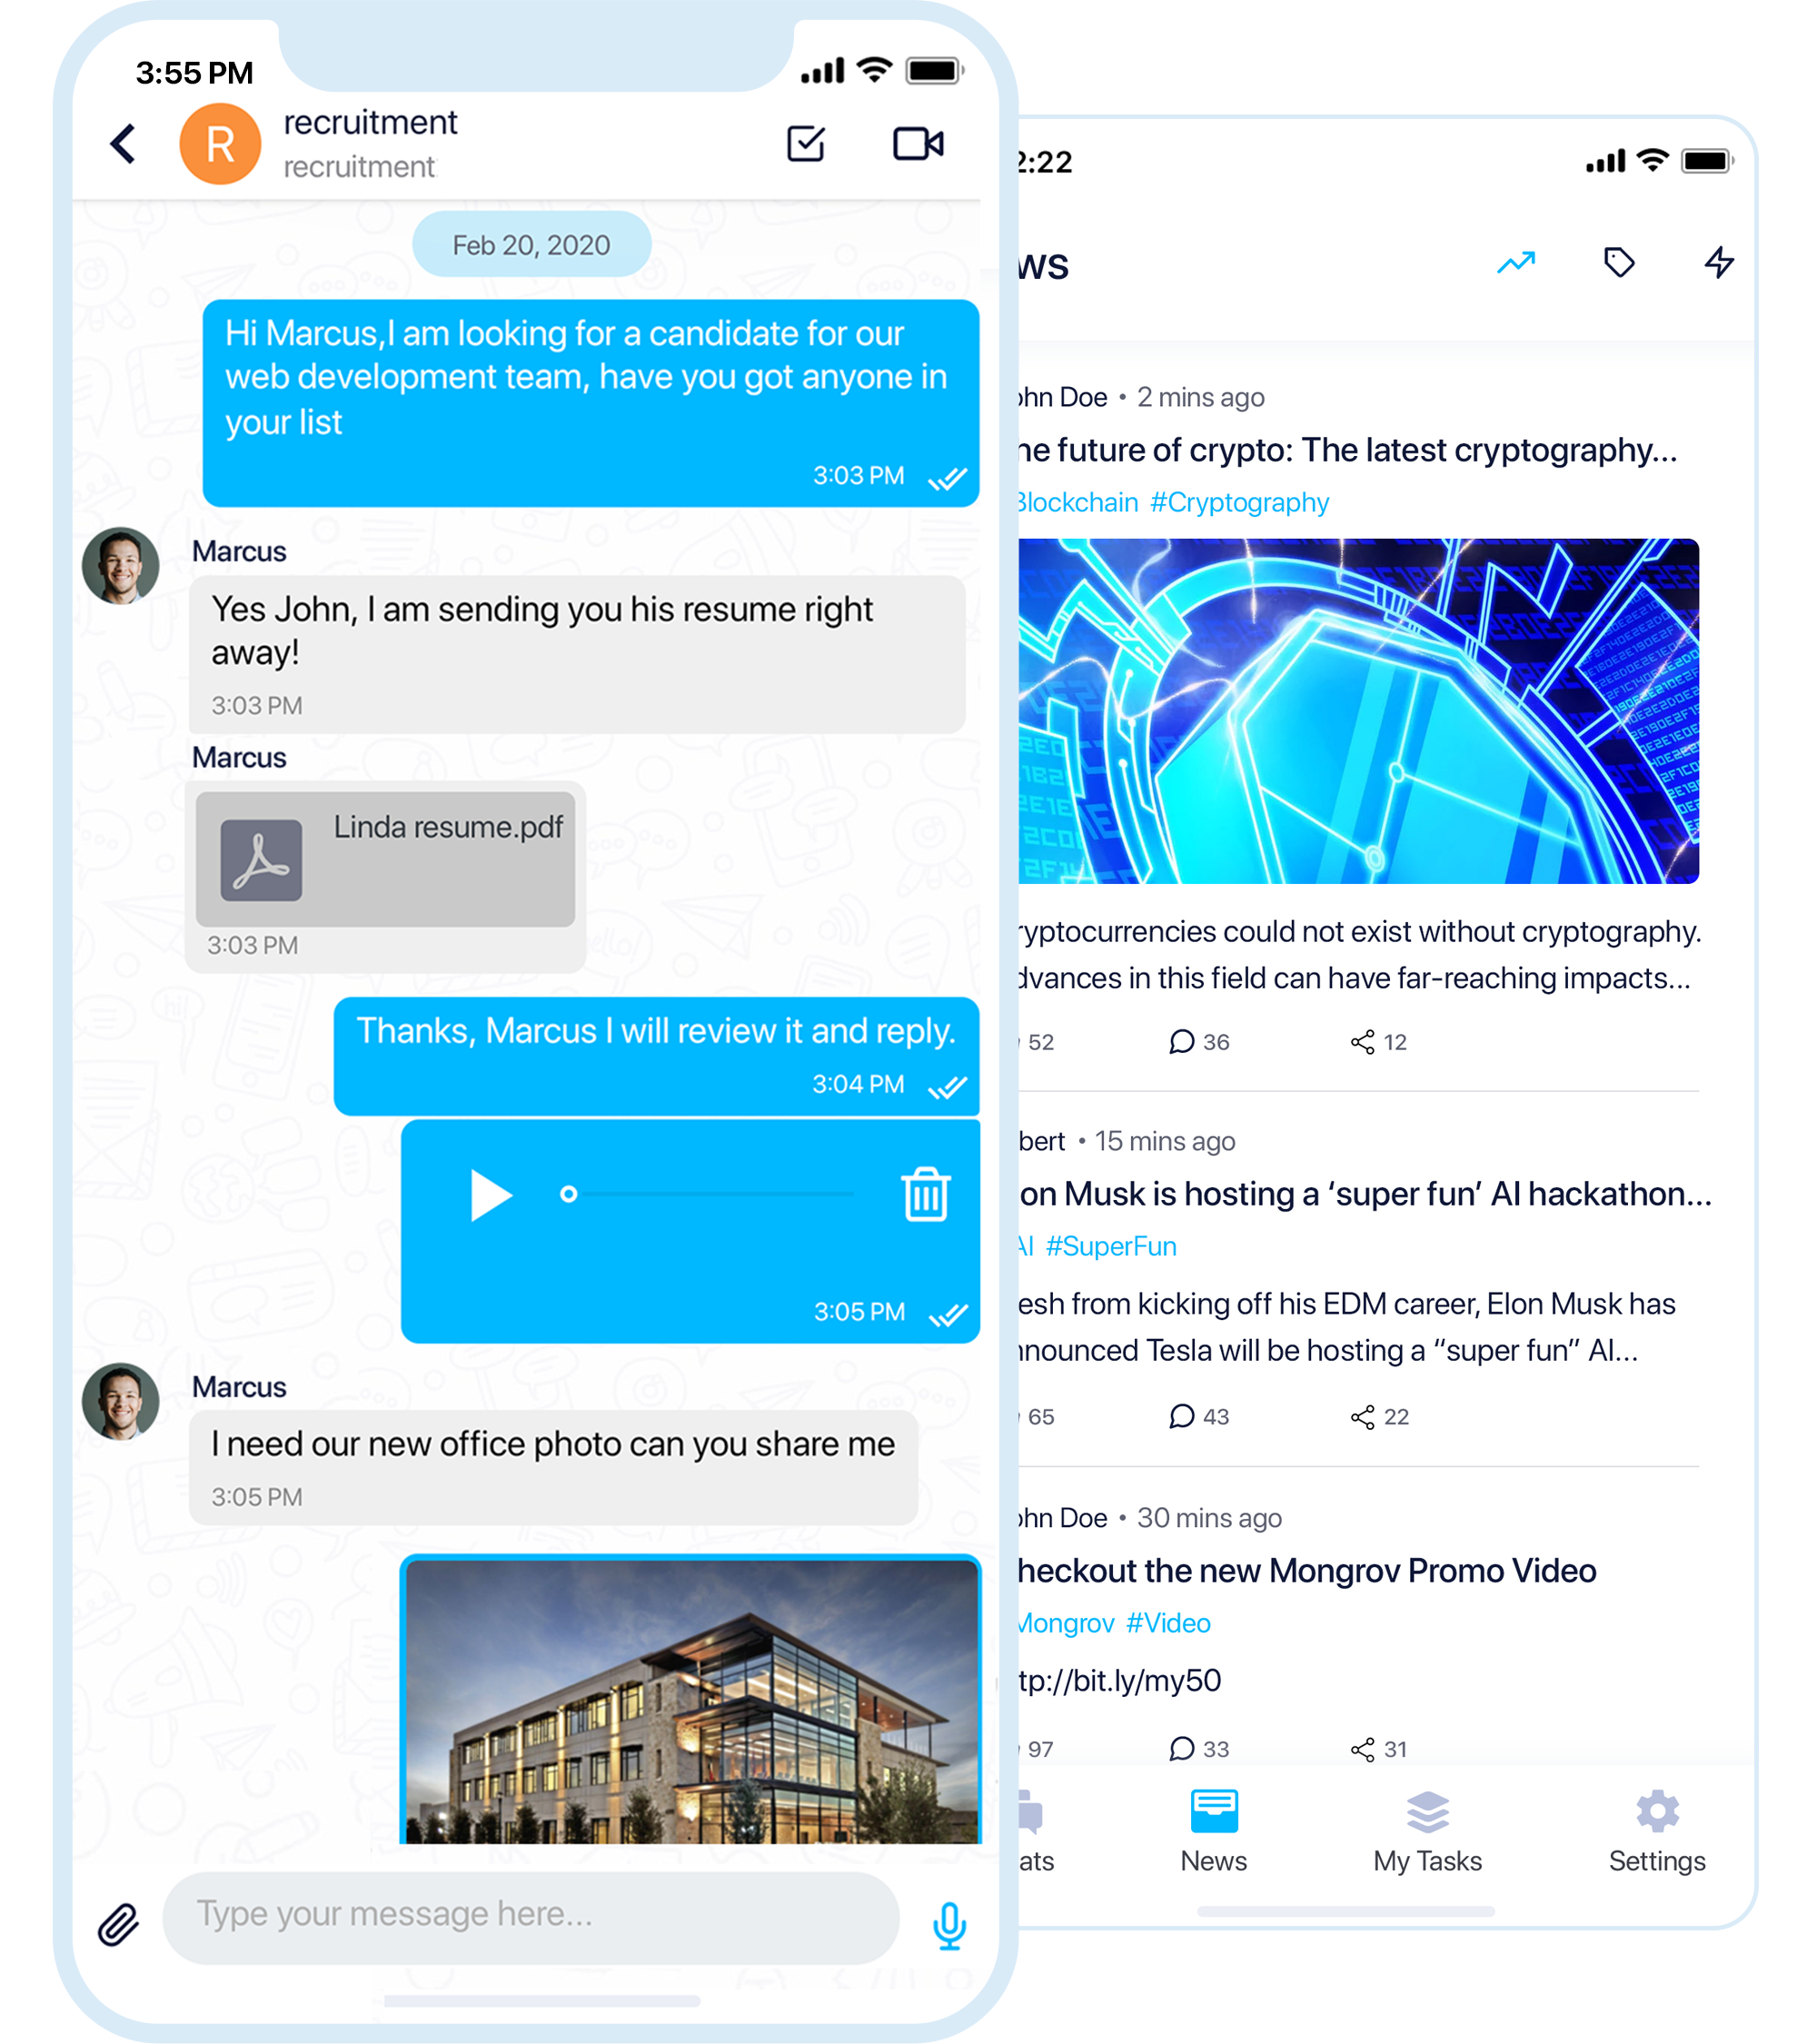 3:55 PM
R
recruitment
recruitment
Feb 20, 2020
Hi Marcus,I am looking for a candidate for our
web development team, have you got anyone in
your list
3:03 PM
Marcus
Yes John, I am sending you his resume right
away!
3:03 PM
Marcus
Linda resume.pdf
3:03 PM
Thanks, Marcus I will review it and reply.
3:04 PM
3:05 PM
Marcus
I need our new office photo can you share me
3:05 PM
Type your message here...
2:22
ws
ohn Doe • 2 mins ago
he future of crypto: The latest cryptography...
Blockchain #Cryptography
ryptocurrencies could not exist without cryptography.
dvances in this field can have far-reaching impacts...
52 36 12
bert • 15 mins ago
on Musk is hosting a ‘super fun’ AI hackathon...
AI #SuperFun
esh from kicking off his EDM career, Elon Musk has
nnounced Tesla will be hosting a “super fun” AI...
65 43 22
ohn Doe • 30 mins ago
heckout the new Mongrov Promo Video
Mongrov #Video
tp://bit.ly/my50
97 33 31
ats News My Tasks Settings